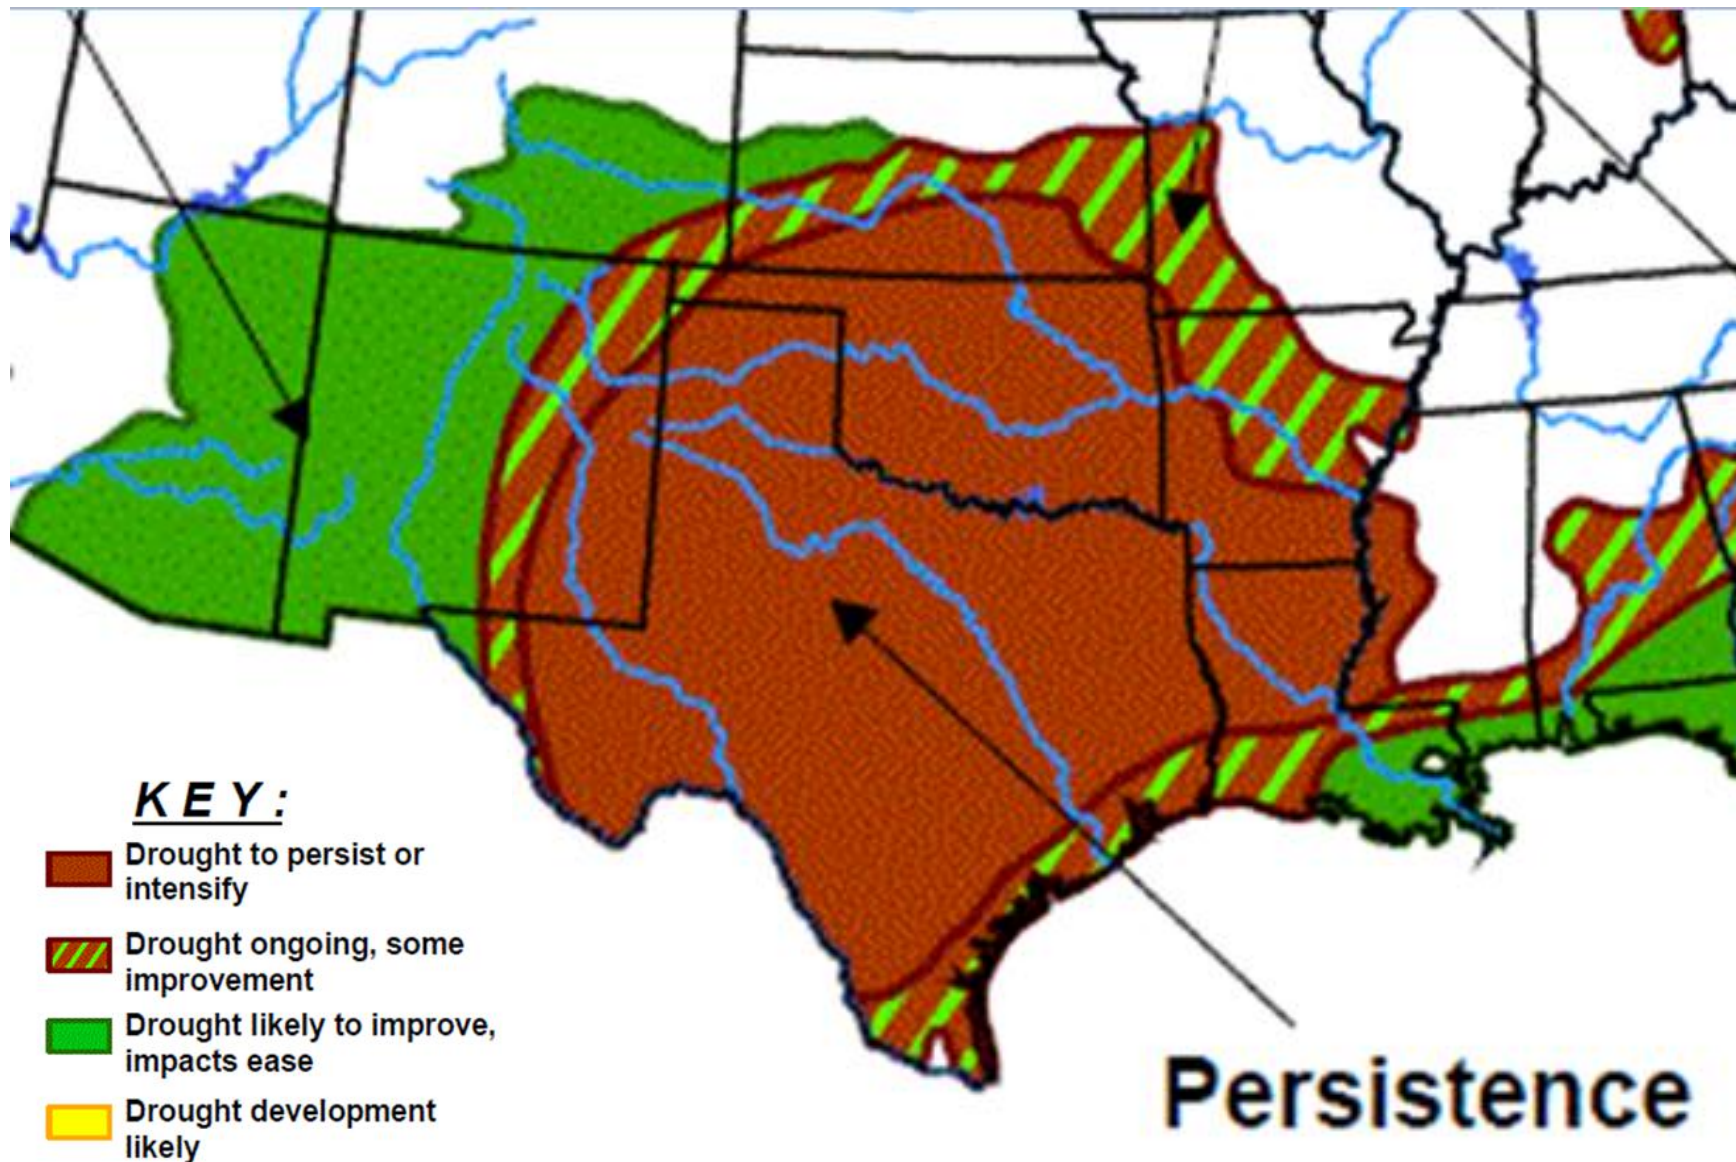 KEY:
Drought to persist or
intensify
Drought ongoing, some
improvement
Drought likely to improve,
impacts ease
Drought development
likely
Persistence